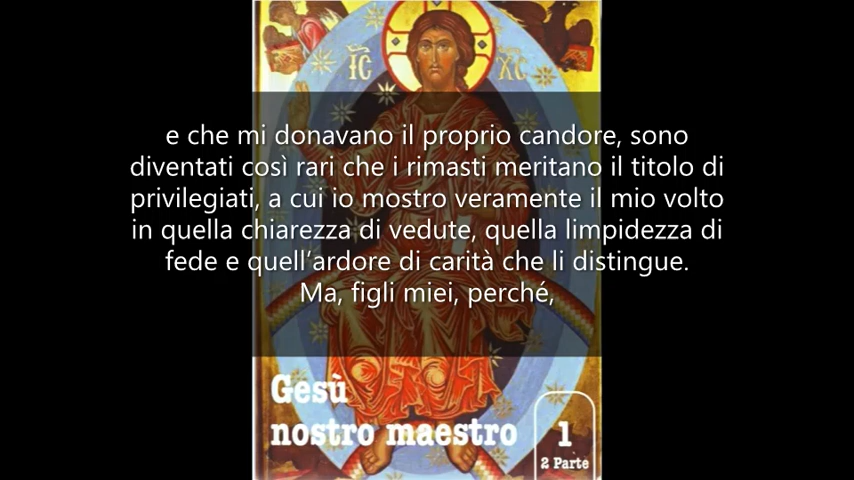 IC XC
e che mi donavano il proprio candore, sono
diventati così rari che i rimasti meritano il titolo di
privilegiati, a cui io mostro veramente il mio volto
in quella chiarezza di vedute, quella limpidezza di
fede e quell'ardore di carità che li distingue.
Ma, figli miei, perché,
Gesù
nostro maestro
1
2 Parte